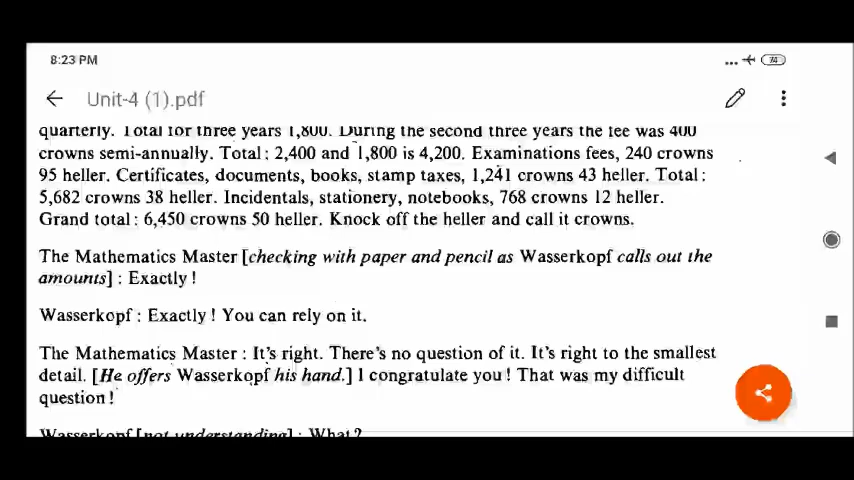 8:23 PM
... 74
Unit-4 (1).pdf
quarterly. Total for three years 1,800. During the second three years the fee was 400
crowns semi-annually. Total: 2,400 and 1,800 is 4,200. Examinations fees, 240 crowns
95 heller. Certificates, documents, books, stamp taxes, 1,241 crowns 43 heller. Total:
5,682 crowns 38 heller. Incidentals, stationery, notebooks, 768 crowns 12 heller.
Grand total: 6,450 crowns 50 heller. Knock off the heller and call it crowns.
The Mathematics Master [checking with paper and pencil as Wasserkopf calls out the
amounts] : Exactly !
Wasserkopf : Exactly ! You can rely on it.
The Mathematics Master : It's right. There's no question of it. It's right to the smallest
detail. [He offers Wasserkopf his hand.] I congratulate you ! That was my difficult
question !
Wasserkopf [not understanding] : What ?